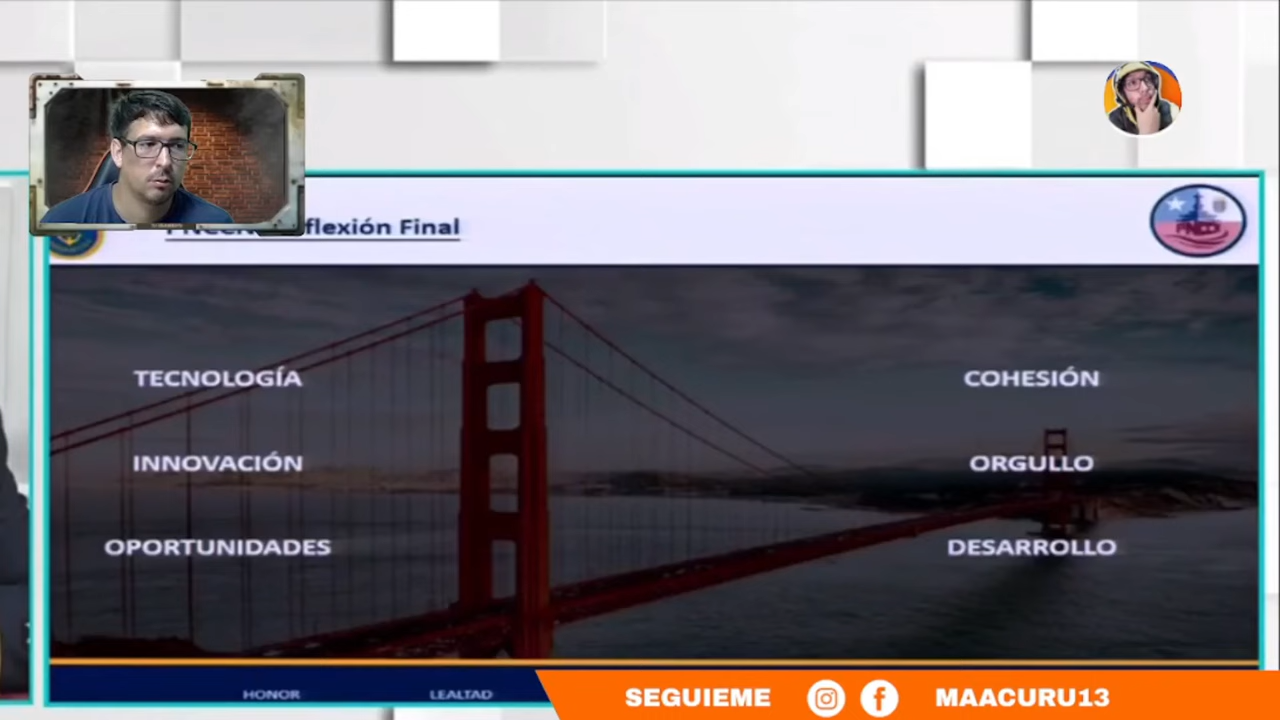 flexión Final
TECNOLOGÍA
COHESIÓN
INNOVACIÓN
ORGULLO
OPORTUNIDADES
DESARROLLO
HONOR
LEALTAD
SEGUIEME
MAACURU13